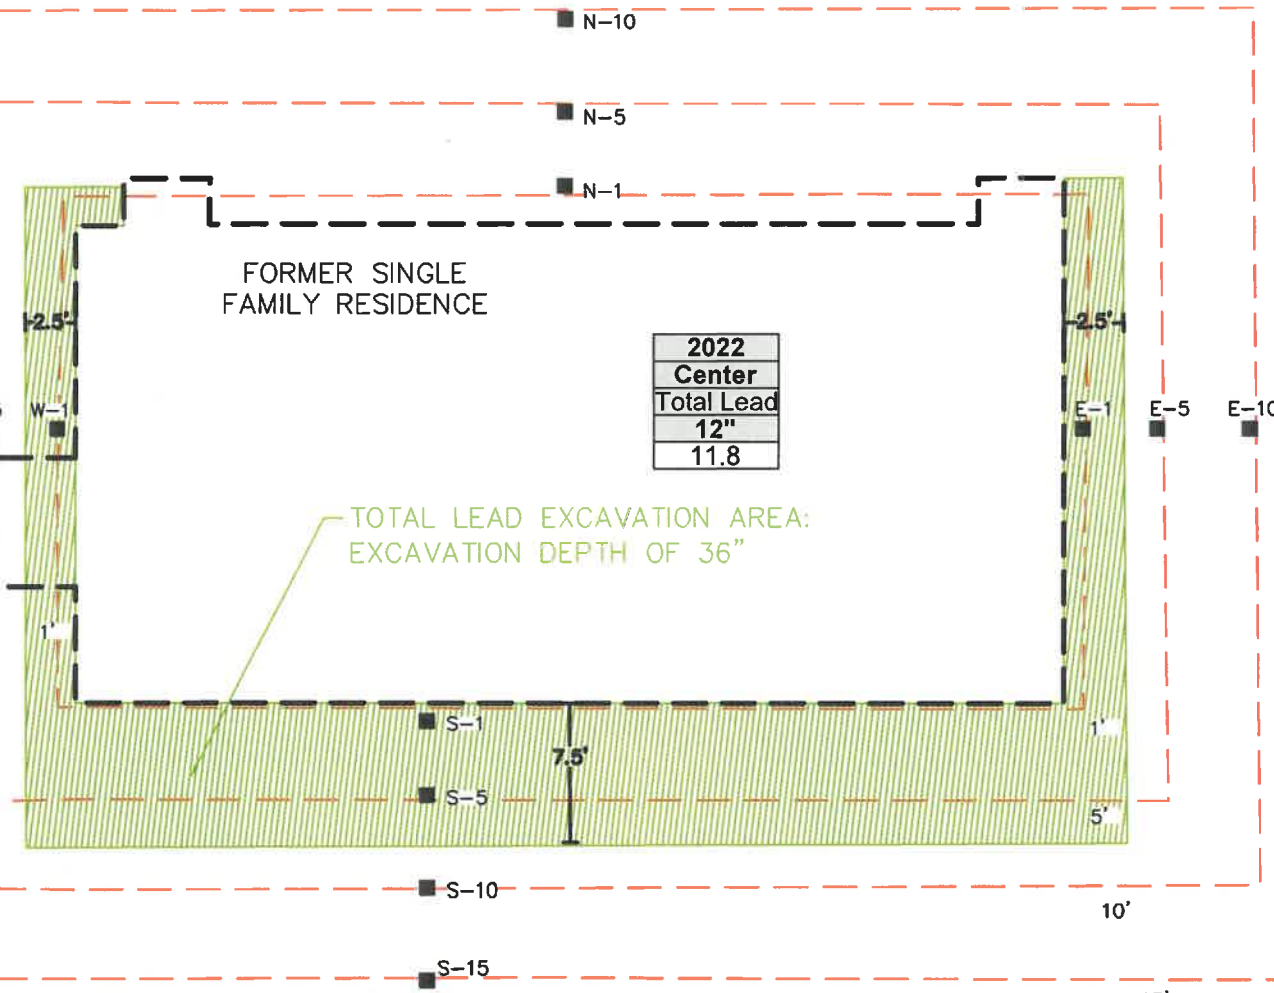 N-10
N-5
N-1
FORMER SINGLE
FAMILY RESIDENCE
2.5'
2.5'
2022
Center
Total Lead
12"
11.8
W-1
E-1
E-5
E-10
TOTAL LEAD EXCAVATION AREA:
EXCAVATION DEPTH OF 36"
1'
S-1
1'
7.5'
S-5
5'
S-10
10'
S-15